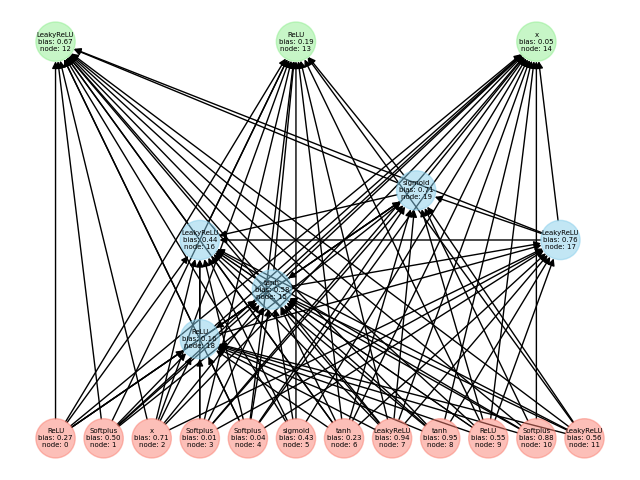 LeakyReLU
bias: 0.67
node: 12
ReLU
bias: 0.19
node: 13
x
bias: 0.05
node: 14
sigmoid
bias: 0.71
node: 19
LeakyReLU
bias: 0.44
node: 16
LeakyReLU
bias: 0.76
node: 17
tanh
node: 15
ReLU
bias: 0.16
node: 18
ReLU
bias: 0.27
node: 0
Softplus
bias: 0.50
node: 1
x
bias: 0.71
node: 2
Softplus
bias: 0.01
node: 3
Softplus
bias: 0.04
node: 4
sigmoid
bias: 0.43
node: 5
tanh
bias: 0.23
node: 6
LeakyReLU
bias: 0.94
node: 7
tanh
bias: 0.95
node: 8
ReLU
bias: 0.55
node: 9
Softplus
bias: 0.88
node: 10
LeakyReLU
bias: 0.56
node: 11